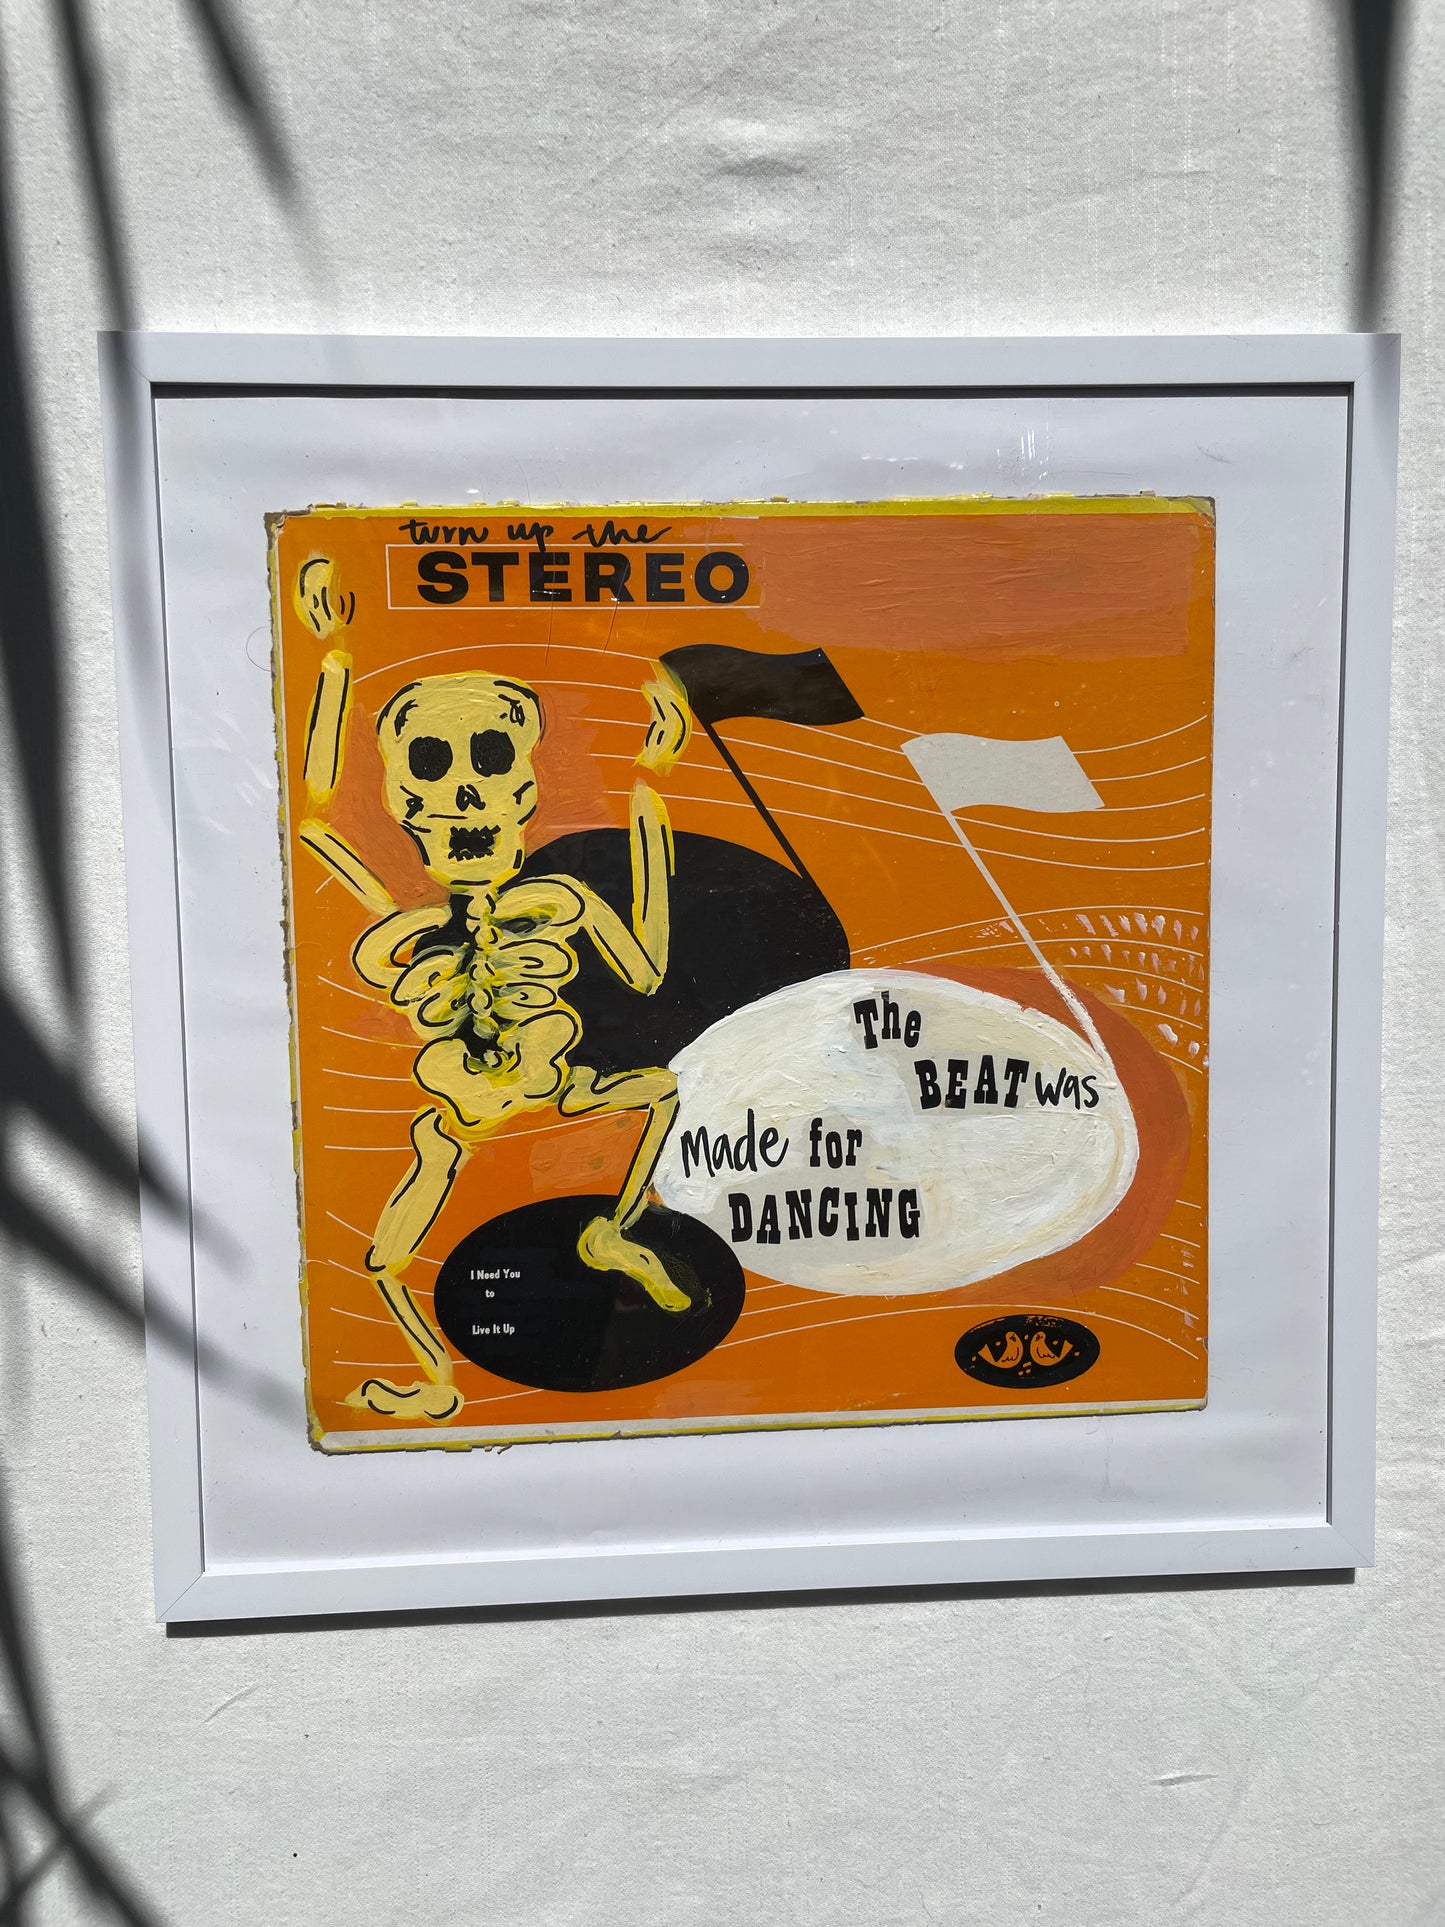 turn up the
STEREO
The
BEAT was
Made for
DANCING
I Need You
to
Live It Up